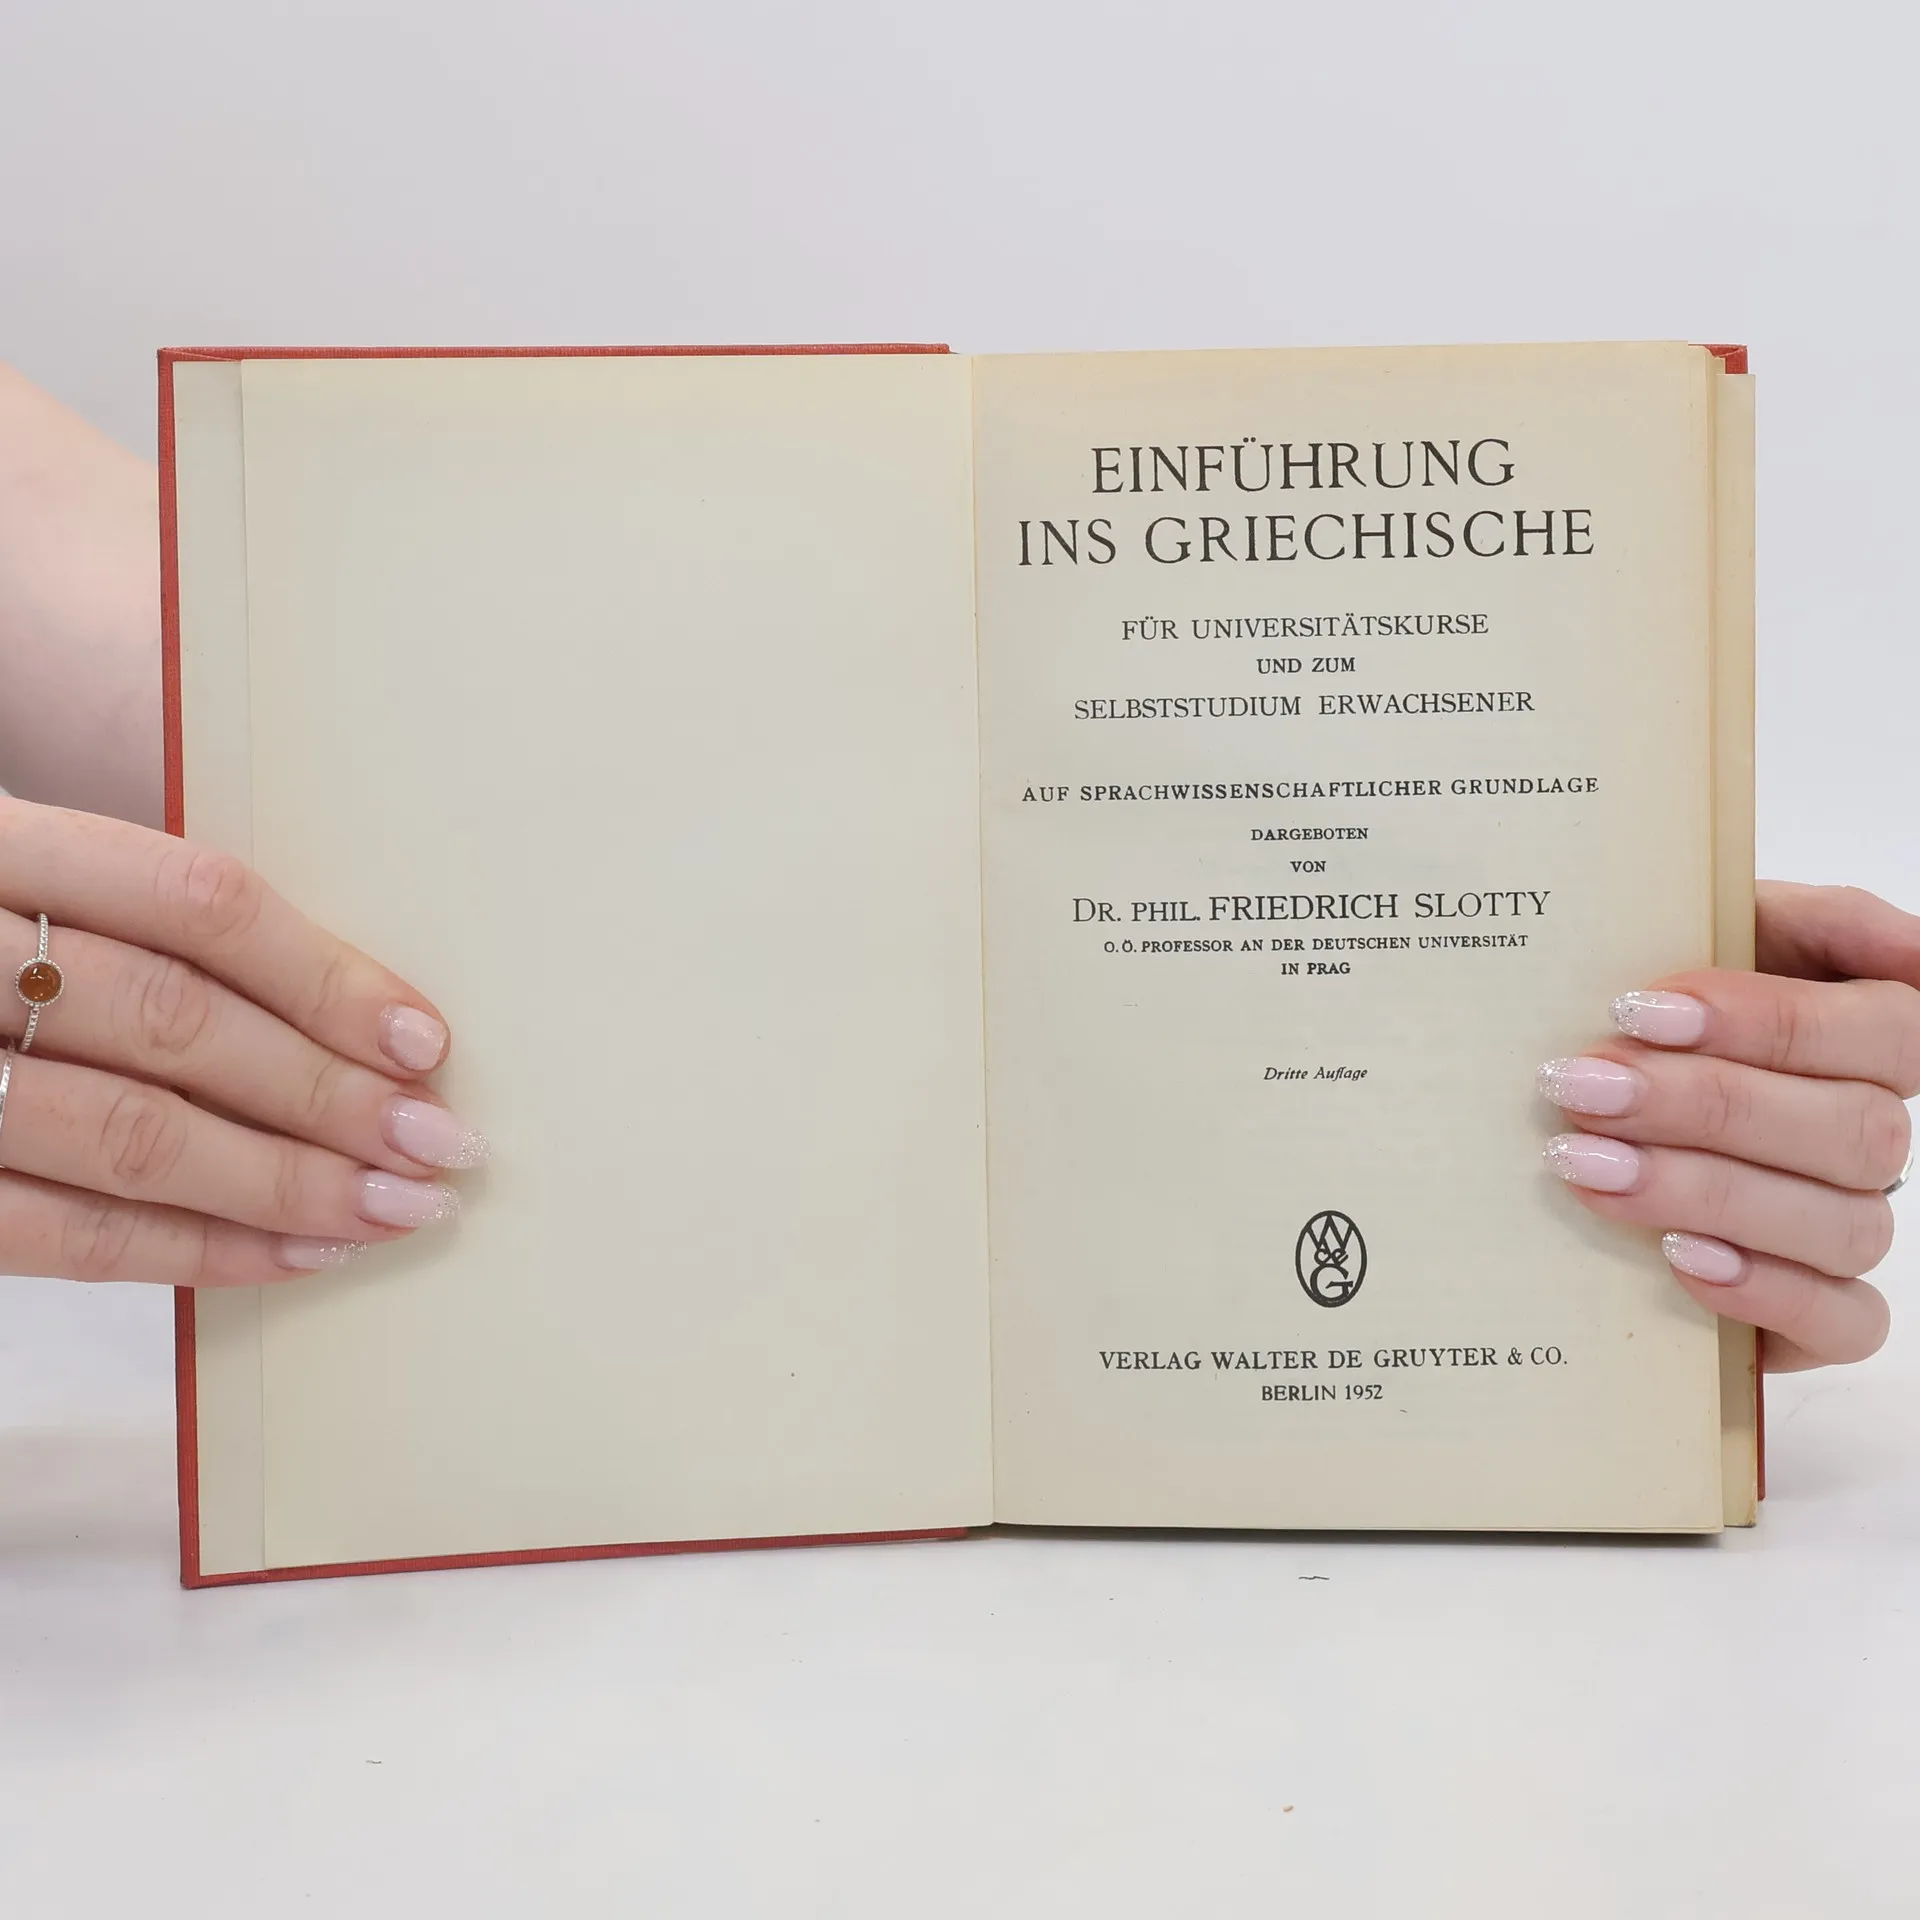 EINFÜHRUNG
INS GRIECHISCHE
FÜR UNIVERSITÄTSKURSE
UND ZUM
SELBSTSTUDIUM ERWACHSENER
AUF SPRACHWISSENSCHAFTLICHER GRUNDLAGE
DARGEBOTEN
VON
DR. PHIL. FRIEDRICH SLOTTY
O. Ö. PROFESSOR AN DER DEUTSCHEN UNIVERSITÄT
IN PRAG
Dritte Auflage
W
de
G
VERLAG WALTER DE GRUYTER & CO.
BERLIN 1952